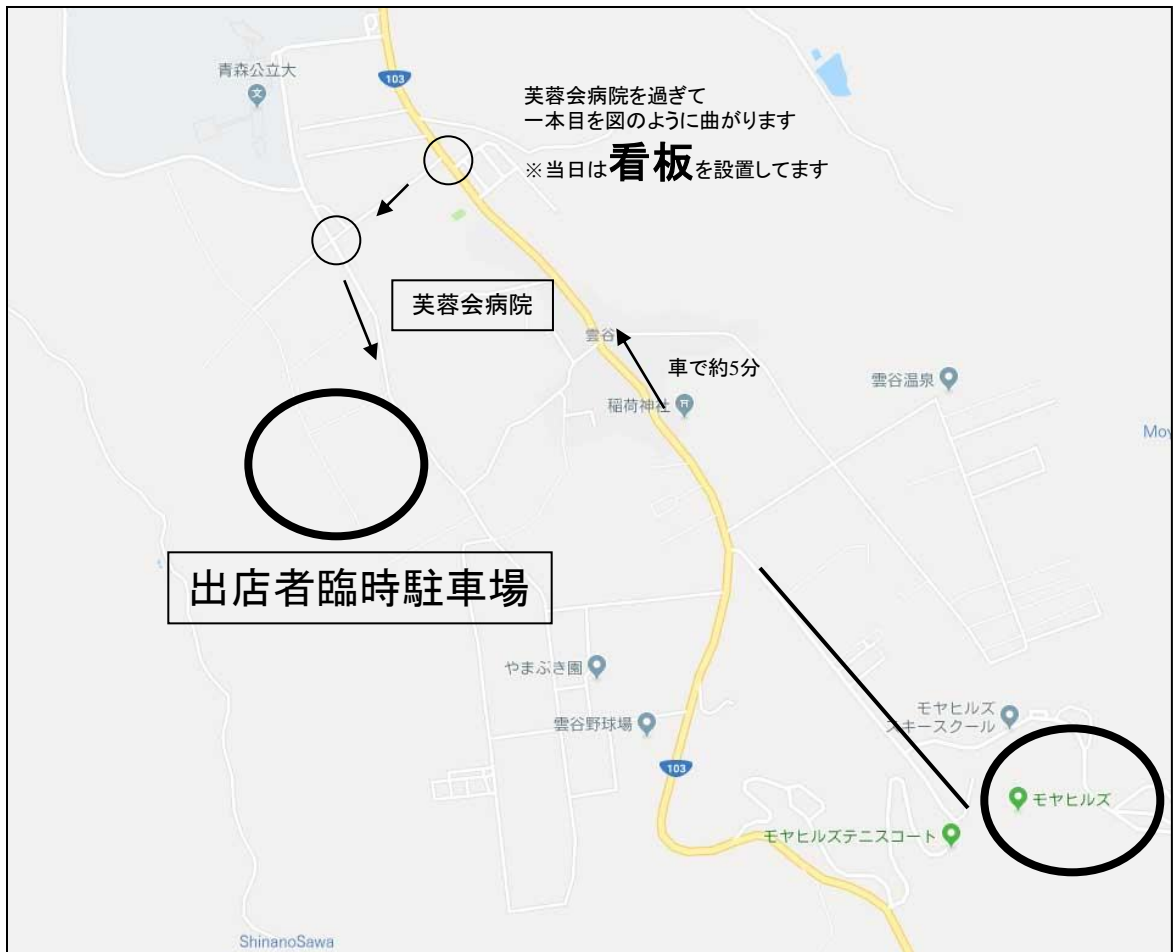 青森公立大
103
芙蓉会病院を過ぎて
一本目を図のように曲がります
※当日は看板を設置してます
芙蓉会病院
雲谷
車で約5分
雲谷温泉
稲荷神社
Moy
出店者臨時駐車場
やまぶき園
雲谷野球場
モヤヒルズ
スキースクール
103
モヤヒルズ
モヤヒルズテニスコート
ShinanoSawa